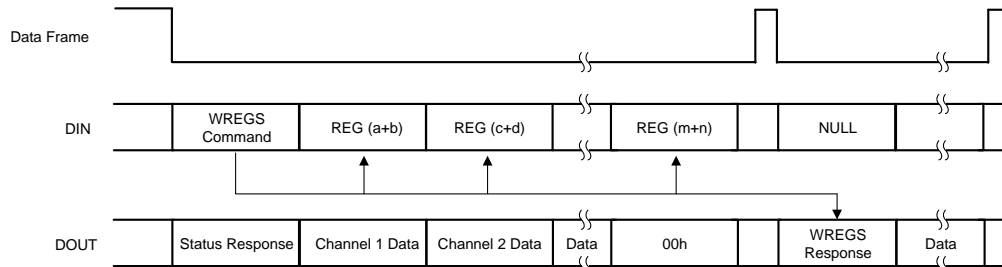 Data Frame
DIN
WREGS
Command
REG (a+b)
REG (c+d)
REG (m+n)
NULL
DOUT
Status Response
Channel 1 Data
Channel 2 Data
Data
00h
WREGS
Response
Data